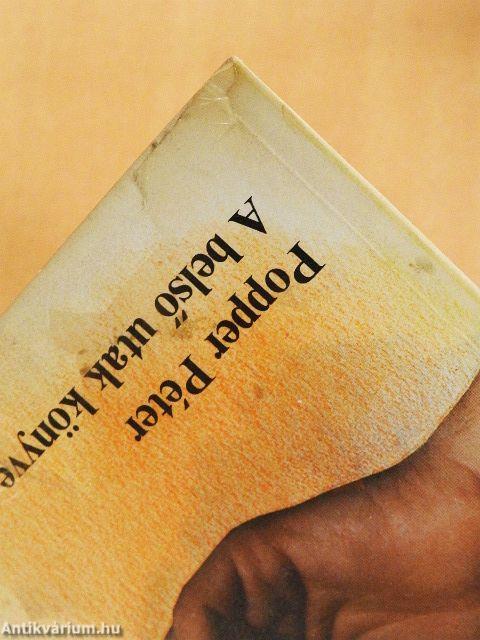 Popper Péter
A belső utak könyve
Antikvárium.hu